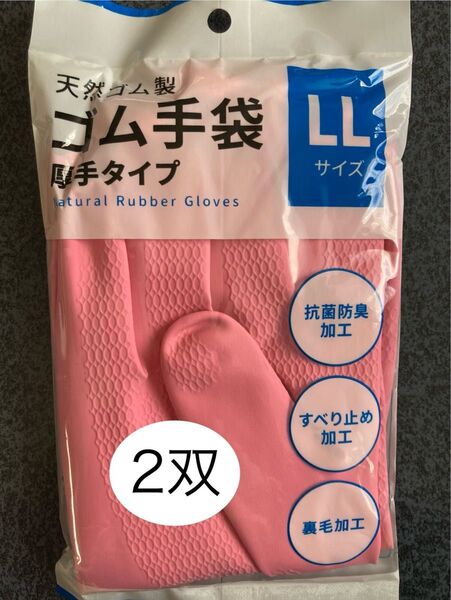 天然ゴム製
ゴム手袋
厚手タイプ
Natural Rubber Gloves
LL
サイズ
抗菌防臭
加工
すべり止め
加工
裏毛加工
2双